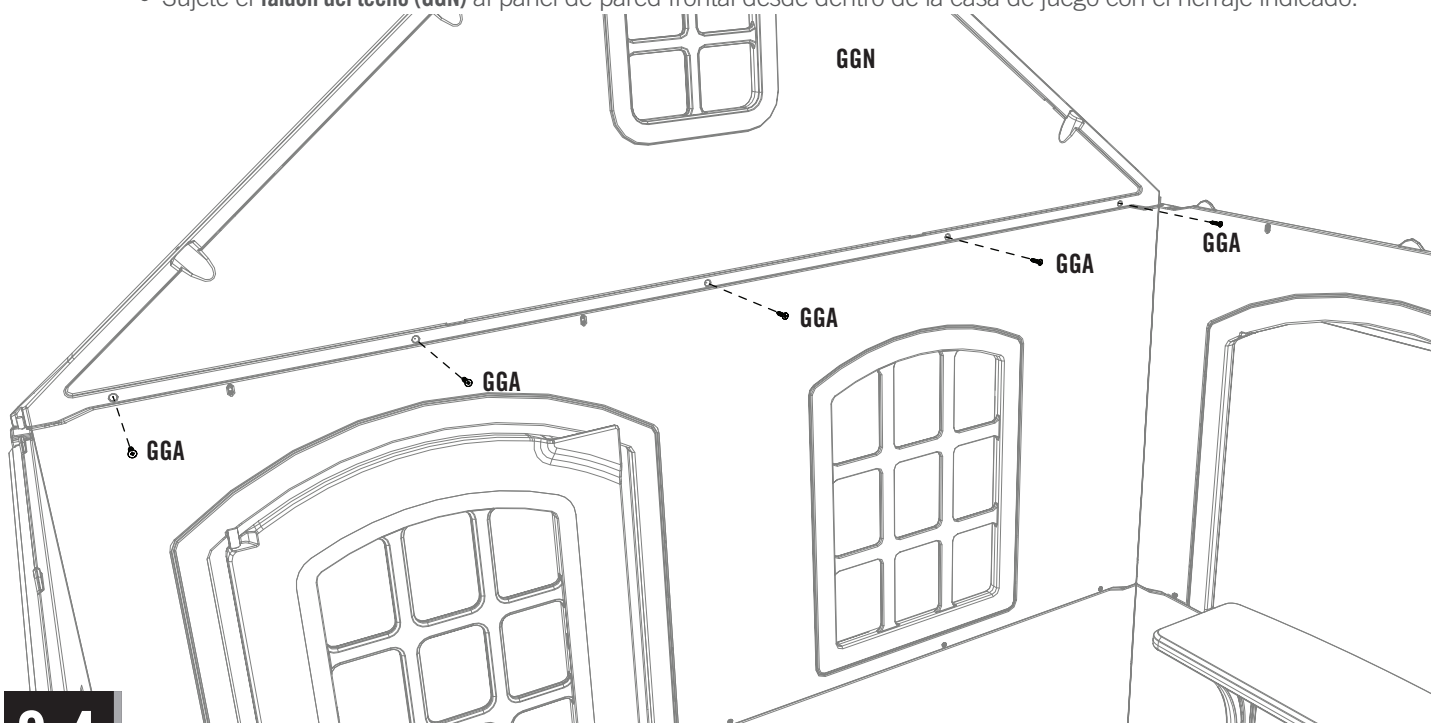 • Sujete el faldón del techo (GGN) al panel de pared frontal desde dentro de la casa de juego con el herraje indicado.
GGN
GGA
GGA
GGA
GGA
GGA